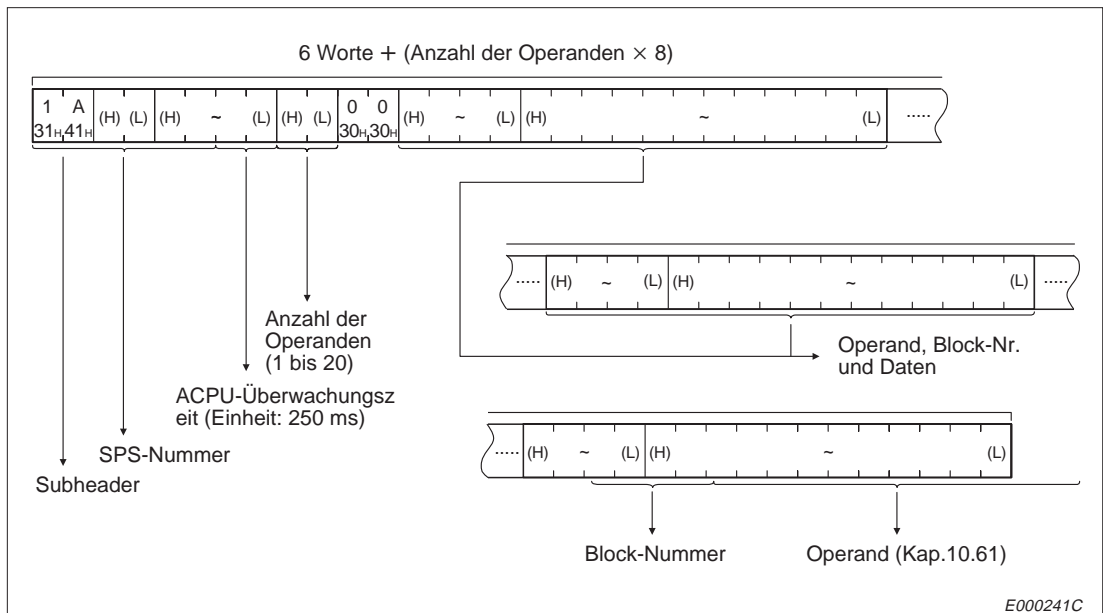 6 Worte + (Anzahl der Operanden × 8)
1 A (H) (L) (H) ~ (L) (H) (L) 0 0 (H) ~ (L) (H) ~ (L) .....
31H 41H 30H 30H
..... (H) ~ (L) (H) ~ (L) .....
Anzahl der
Operanden
(1 bis 20)
Operand, Block-Nr.
und Daten
ACPU-Überwachungsz
eit (Einheit: 250 ms)
..... (H) ~ (L) (H) ~ (L)
SPS-Nummer
Subheader
Block-Nummer
Operand (Kap.10.61)
E000241C